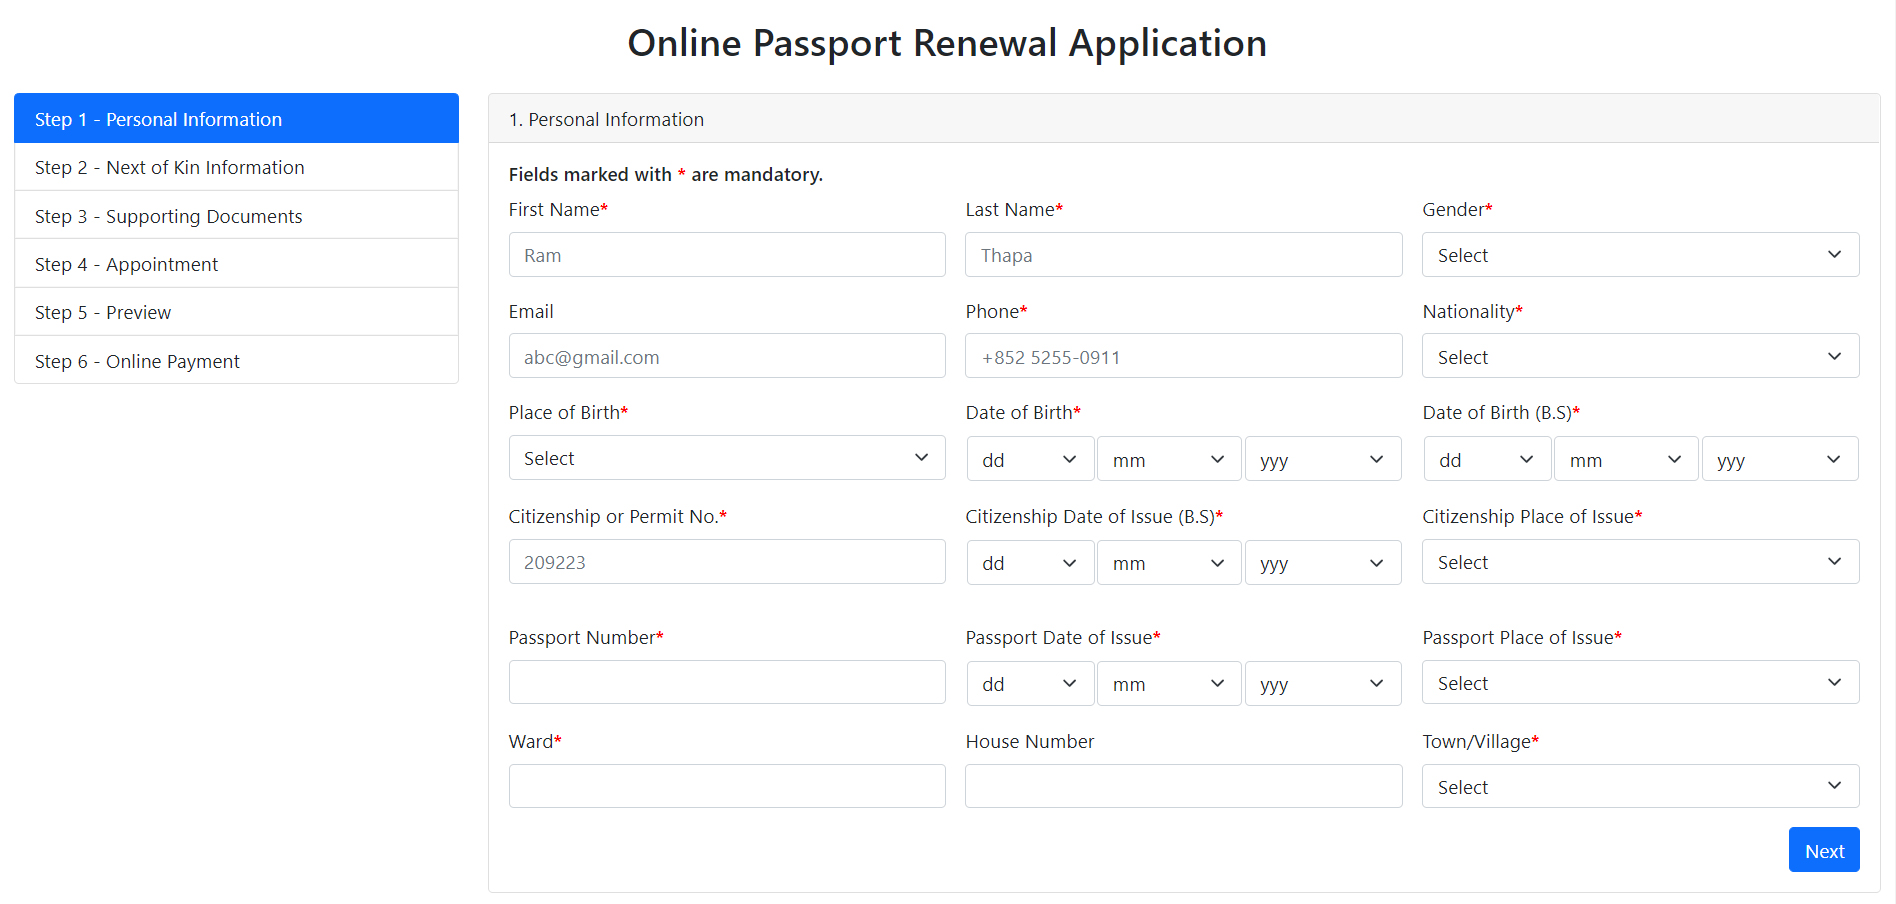 Online Passport Renewal Application
Step 1 - Personal Information
Step 2 - Next of Kin Information
Step 3 - Supporting Documents
Step 4 - Appointment
Step 5 - Preview
Step 6 - Online Payment
1. Personal Information
Fields marked with * are mandatory.
First Name* Last Name* Gender*
Ram Thapa Select
Email Phone* Nationality*
abc@gmail.com +852 5255-0911 Select
Place of Birth* Date of Birth* Date of Birth (B.S)*
Select dd mm yyy dd mm yyy
Citizenship or Permit No.* Citizenship Date of Issue (B.S)* Citizenship Place of Issue*
209223 dd mm yyy Select
Passport Number* Passport Date of Issue* Passport Place of Issue*
dd mm yyy Select
Ward* House Number Town/Village*
Select
Next